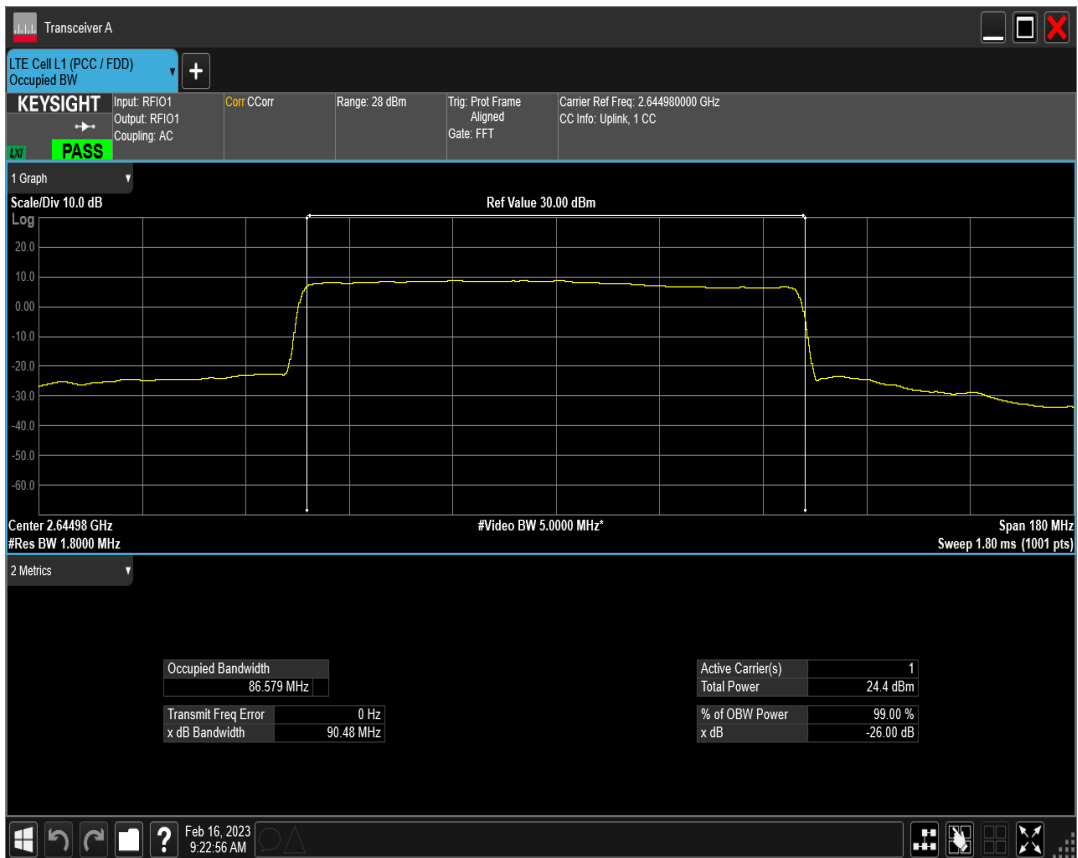 Transceiver A
LTE Cell L1 (PCC / FDD)
Occupied BW
+
KEYSIGHT
LXI
PASS
Input: RFIO1
Output: RFIO1
Coupling: AC
Corr CCorr
Range: 28 dBm
Trig: Prot Frame
Aligned
Gate: FFT
Carrier Ref Freq: 2.644980000 GHz
CC Info: Uplink, 1 CC
1 Graph
Scale/Div 10.0 dB
Ref Value 30.00 dBm
Log
20.0
10.0
0.00
-10.0
-20.0
-30.0
-40.0
-50.0
-60.0
Center 2.64498 GHz
#Video BW 5.0000 MHz*
Span 180 MHz
#Res BW 1.8000 MHz
Sweep 1.80 ms (1001 pts)
2 Metrics
Occupied Bandwidth
86.579 MHz
Transmit Freq Error 0 Hz
x dB Bandwidth 90.48 MHz
Active Carrier(s) 1
Total Power 24.4 dBm
% of OBW Power 99.00 %
x dB -26.00 dB
?
Feb 16, 2023
9:22:56 AM